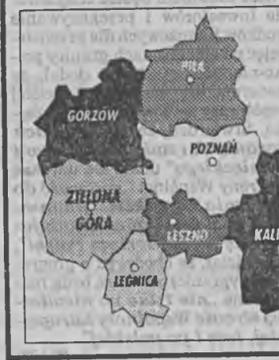 PIŁA
GORZÓW
POZNAŃ
ZIELONA
GÓRA
LESZNO
KALI
LEGNICA